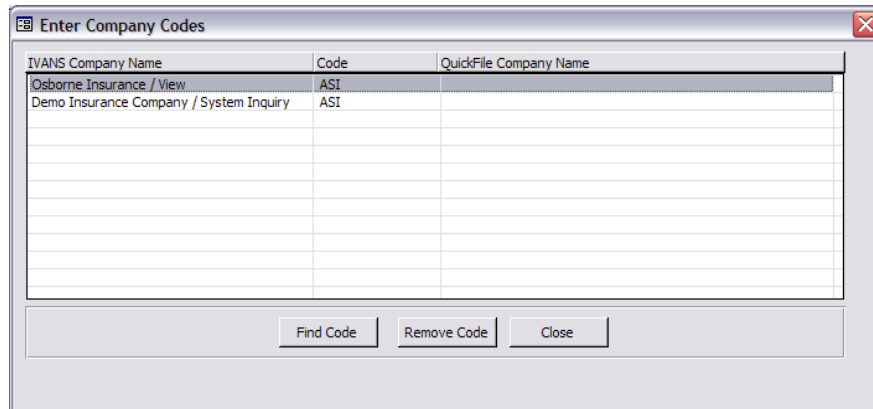 Enter Company Codes
IVANS Company Name Code QuickFile Company Name
Osborne Insurance / View ASI
Demo Insurance Company / System Inquiry ASI
Find Code Remove Code Close